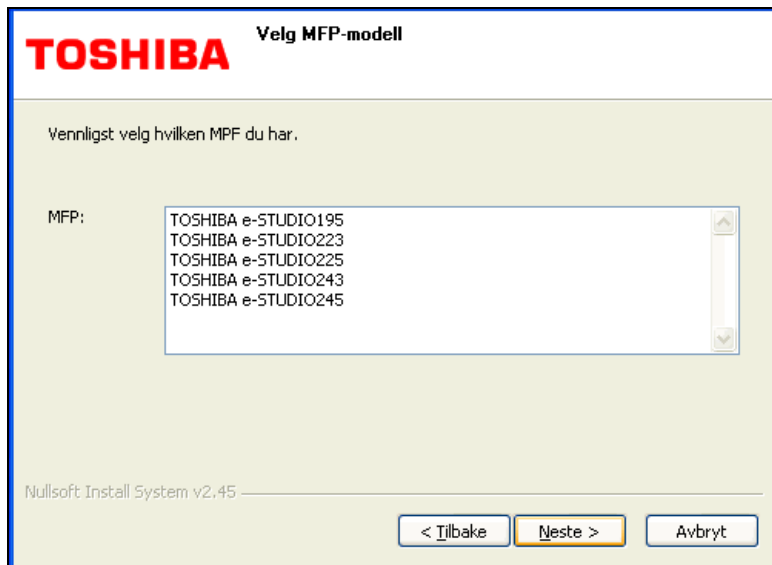 TOSHIBA
Velg MFP-modell
Vennligst velg hvilken MPF du har.
MFP:
TOSHIBA e-STUDIO195
TOSHIBA e-STUDIO223
TOSHIBA e-STUDIO225
TOSHIBA e-STUDIO243
TOSHIBA e-STUDIO245
Nullsoft Install System v2.45
< Tilbake
Neste >
Avbryt